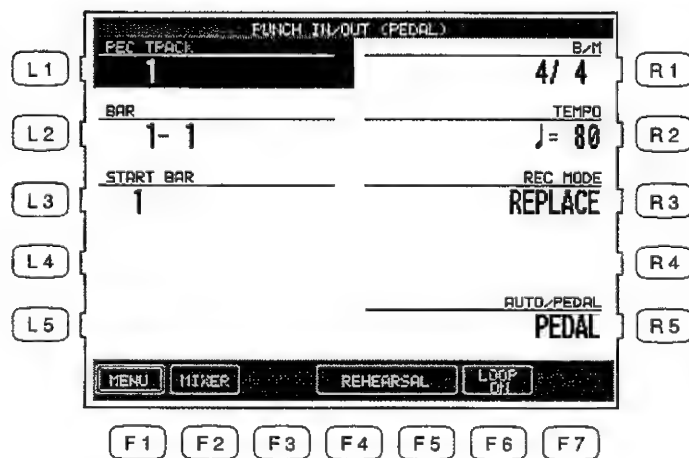 PUNCH IN/OUT (PEDAL)
REC TRACK
1
B/M
4/ 4
L1
R1
BAR
1- 1
TEMPO
♩= 80
L2
R2
START BAR
1
REC MODE
REPLACE
L3
R3
L4
R4
AUTO/PEDAL
PEDAL
L5
R5
MENU MIXER REHEARSAL LOOP
ON
F1 F2 F3 F4 F5 F6 F7